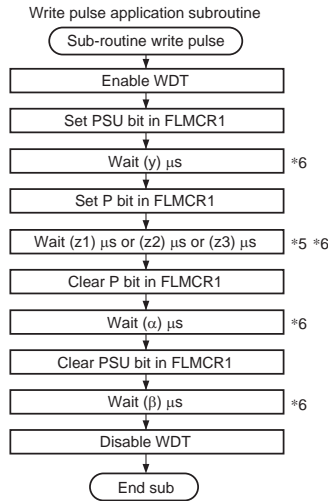 Write pulse application subroutine
Sub-routine write pulse
Enable WDT
Set PSU bit in FLMCR1
Wait (y) μs *6
Set P bit in FLMCR1
Wait (z1) μs or (z2) μs or (z3) μs *5 *6
Clear P bit in FLMCR1
Wait (α) μs *6
Clear PSU bit in FLMCR1
Wait (β) μs *6
Disable WDT
End sub